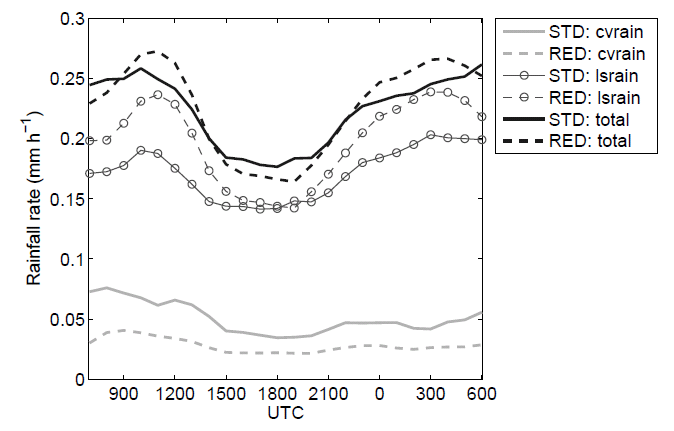 0.3
0.25
0.2
0.15
0.1
0.05
0
Rainfall rate (mm h⁻¹)
900 1200 1500 1800 2100 0 300 600
UTC
STD: cvrain
RED: cvrain
STD: lsrain
RED: lsrain
STD: total
RED: total